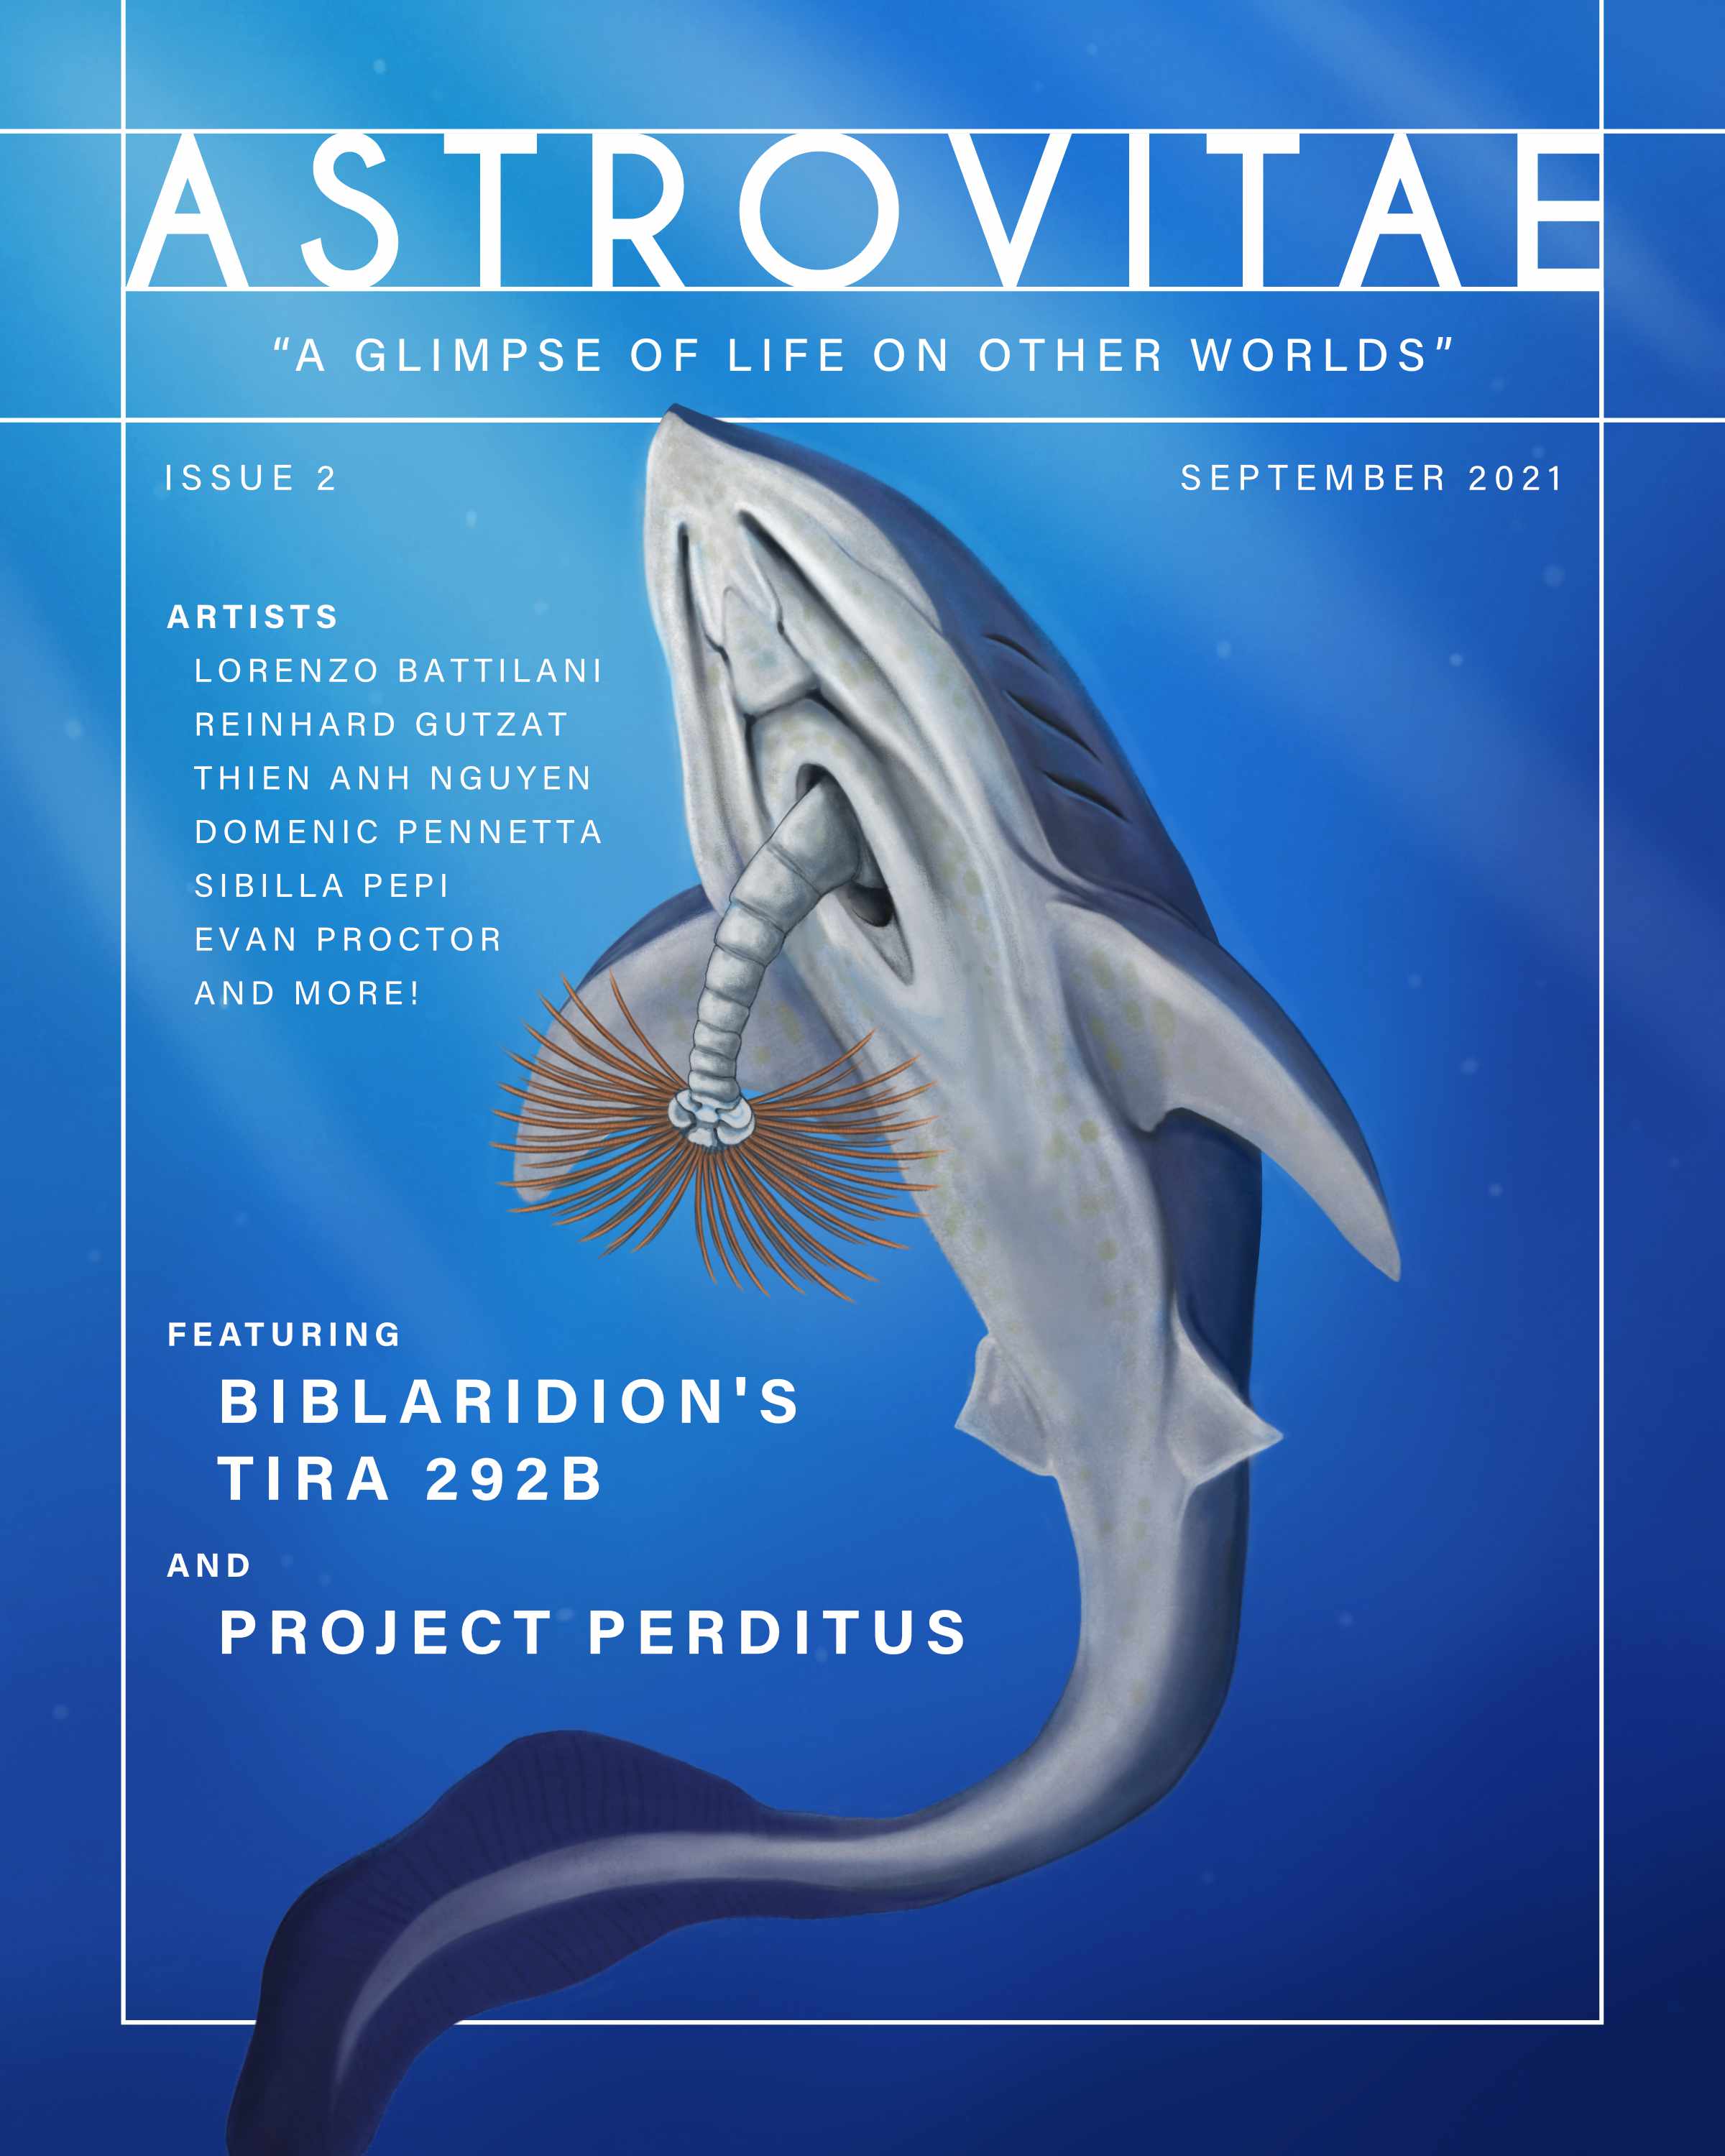 ASTROVITAE
“A GLIMPSE OF LIFE ON OTHER WORLDS”
ISSUE 2
SEPTEMBER 2021
ARTISTS
LORENZO BATTILANI
REINHARD GUTZAT
THIEN ANH NGUYEN
DOMENIC PENNETTA
SIBILLA PEPI
EVAN PROCTOR
AND MORE!
FEATURING
BIBLARIDION'S
TIRA 292B
AND
PROJECT PERDITUS